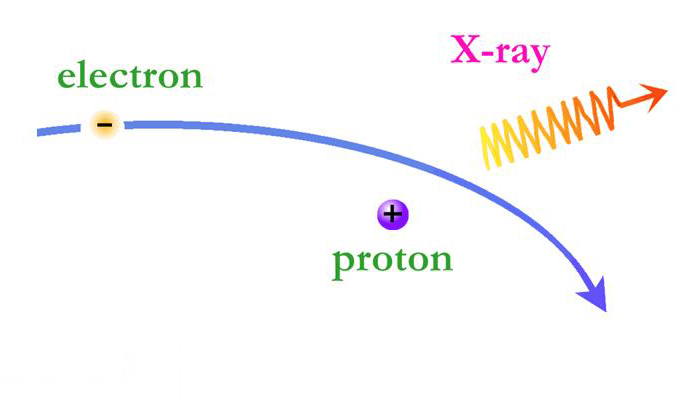 X-ray
electron
−
+
proton